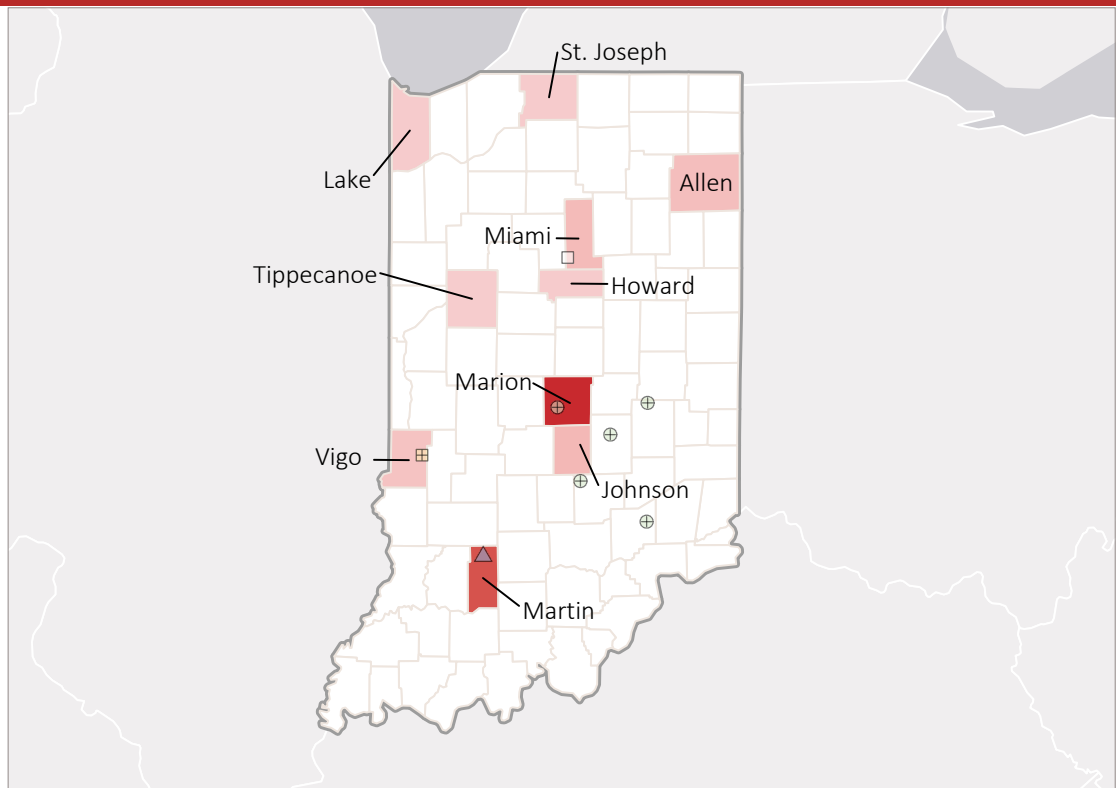 St. Joseph
Lake
Allen
Miami
Tippecanoe
Howard
Marion
Vigo
Johnson
Martin